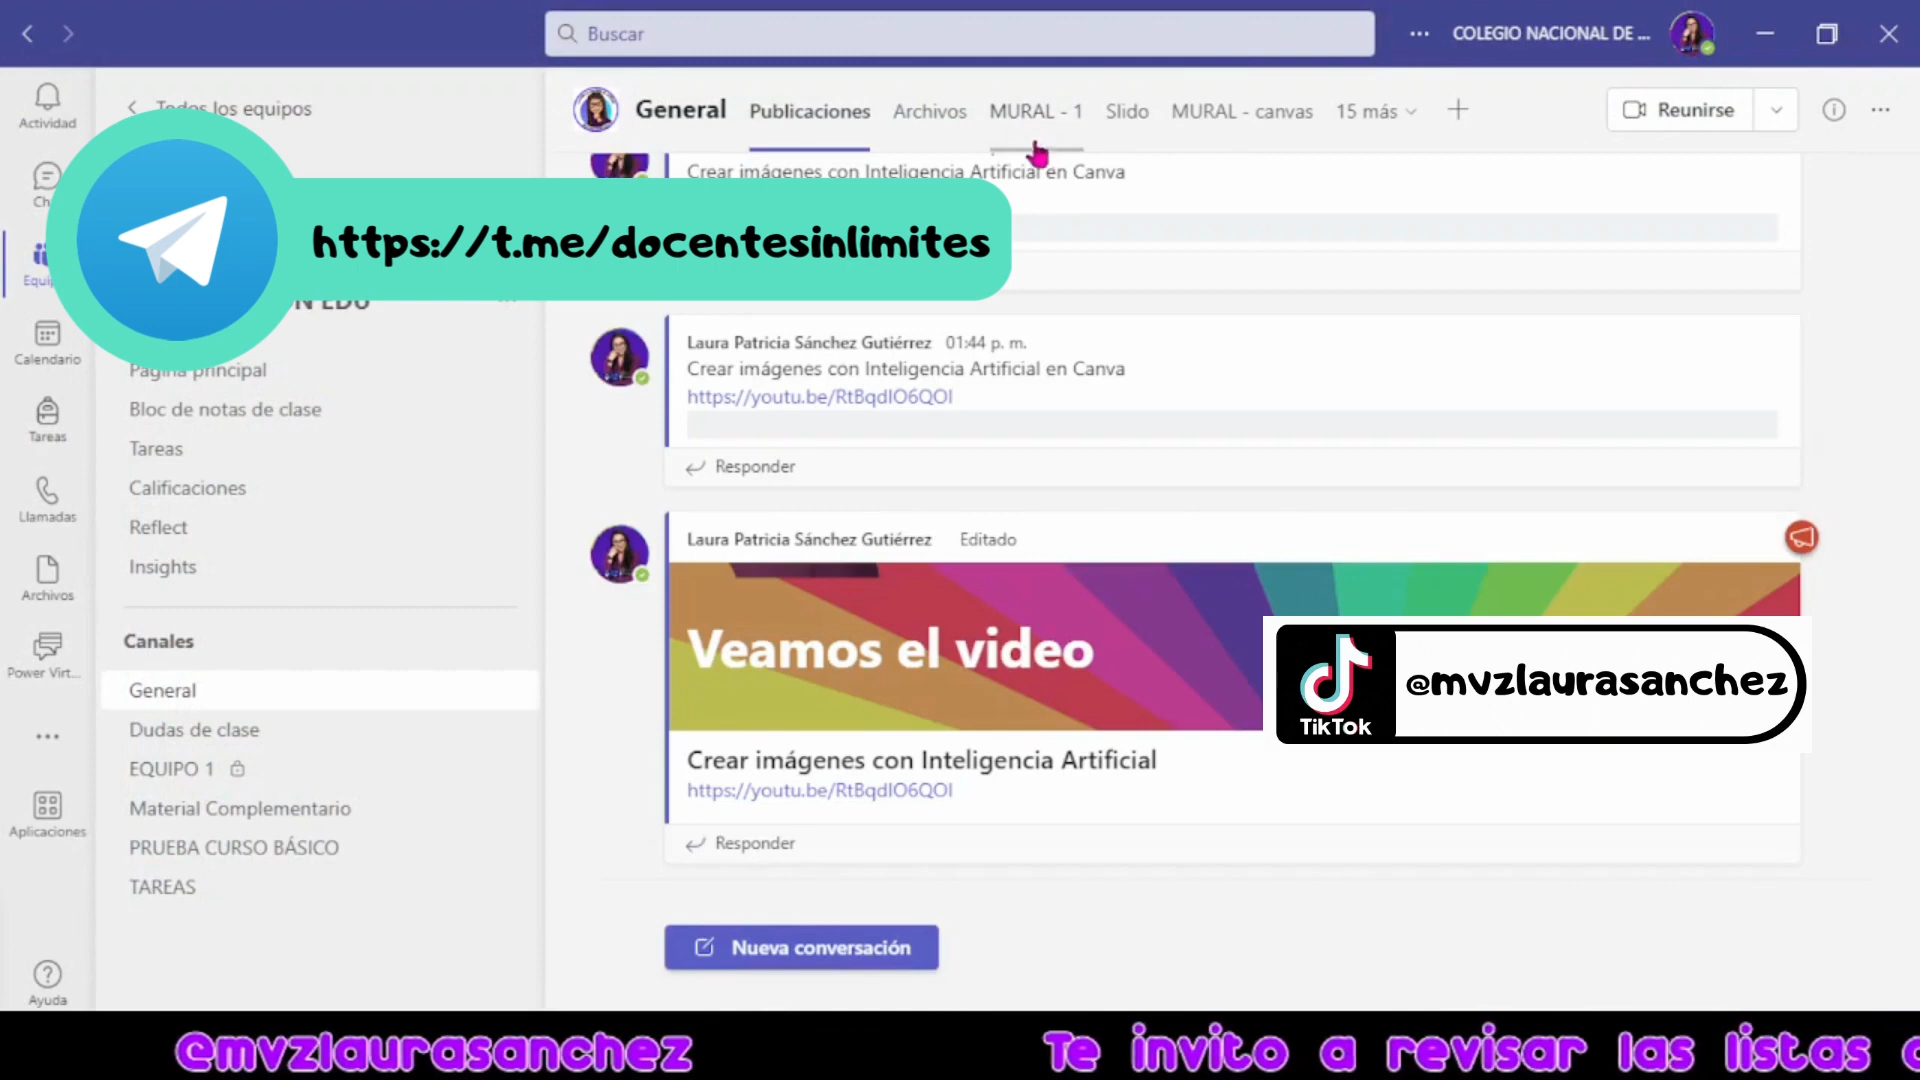 Buscar
COLEGIO NACIONAL DE ...
Actividad
Todos los equipos
General
Publicaciones
Archivos
MURAL - 1
Slido
MURAL - canvas
15 más
Reunirse
Crear imágenes con Inteligencia Artificial en Canva
https://t.me/docentesinlimites
N EDU
Calendario
Página principal
Laura Patricia Sánchez Gutiérrez 01:44 p. m.
Crear imágenes con Inteligencia Artificial en Canva
https://youtu.be/RtBqdIO6QOI
Responder
Bloc de notas de clase
Tareas
Tareas
Calificaciones
Llamadas
Reflect
Insights
Archivos
Laura Patricia Sánchez Gutiérrez Editado
Veamos el video
@mvzlaurasanchez
TikTok
Crear imágenes con Inteligencia Artificial
https://youtu.be/RtBqdIO6QOI
Responder
Canales
Power Virt...
General
Dudas de clase
EQUIPO 1
Material Complementario
Aplicaciones
PRUEBA CURSO BÁSICO
TAREAS
Nueva conversación
Ayuda
@mvzlaurasanchez
Te invito a revisar las listas